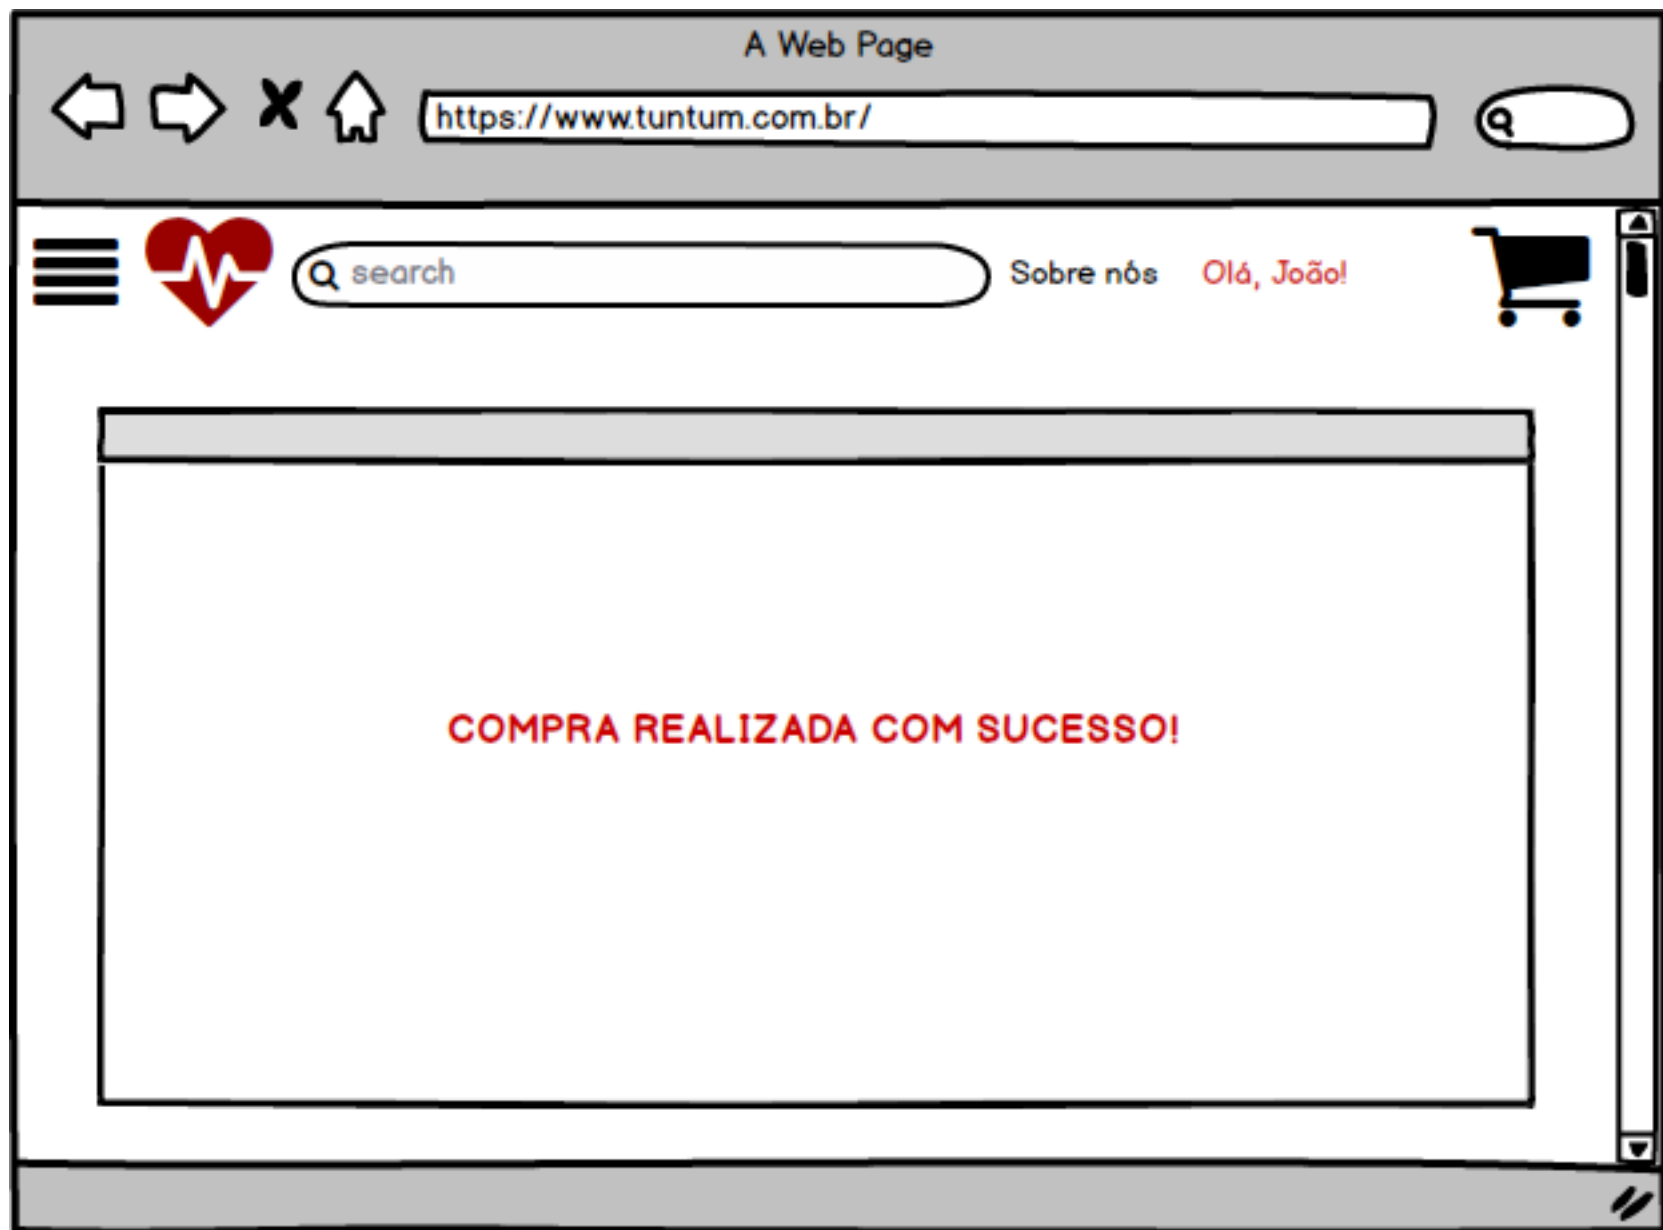 A Web Page
https://www.tuntum.com.br/
search
Sobre nós
Olá, João!
COMPRA REALIZADA COM SUCESSO!